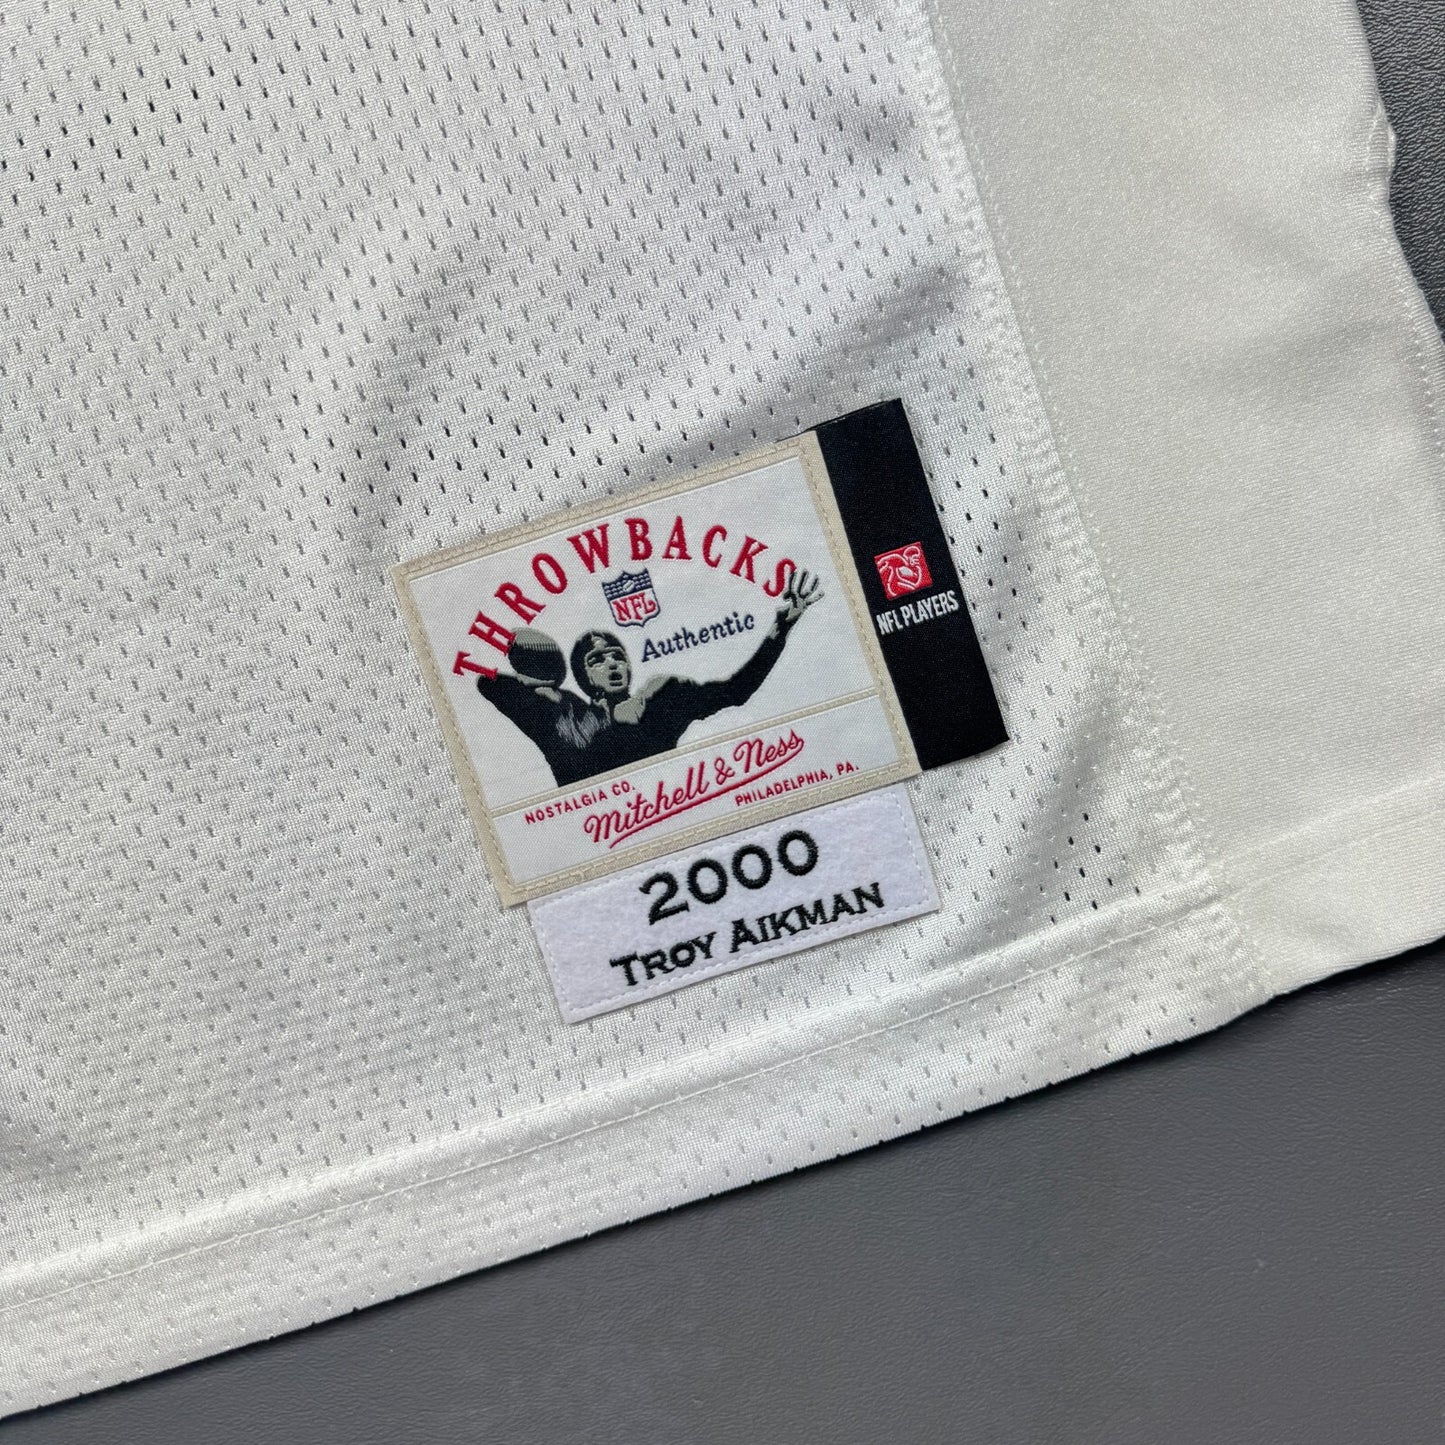 THROWBACKS
NFL
Authentic
NFL PLAYERS
NOSTALGIA CO. Mitchell & Ness PHILADELPHIA, PA.
2000
TROY AIKMAN